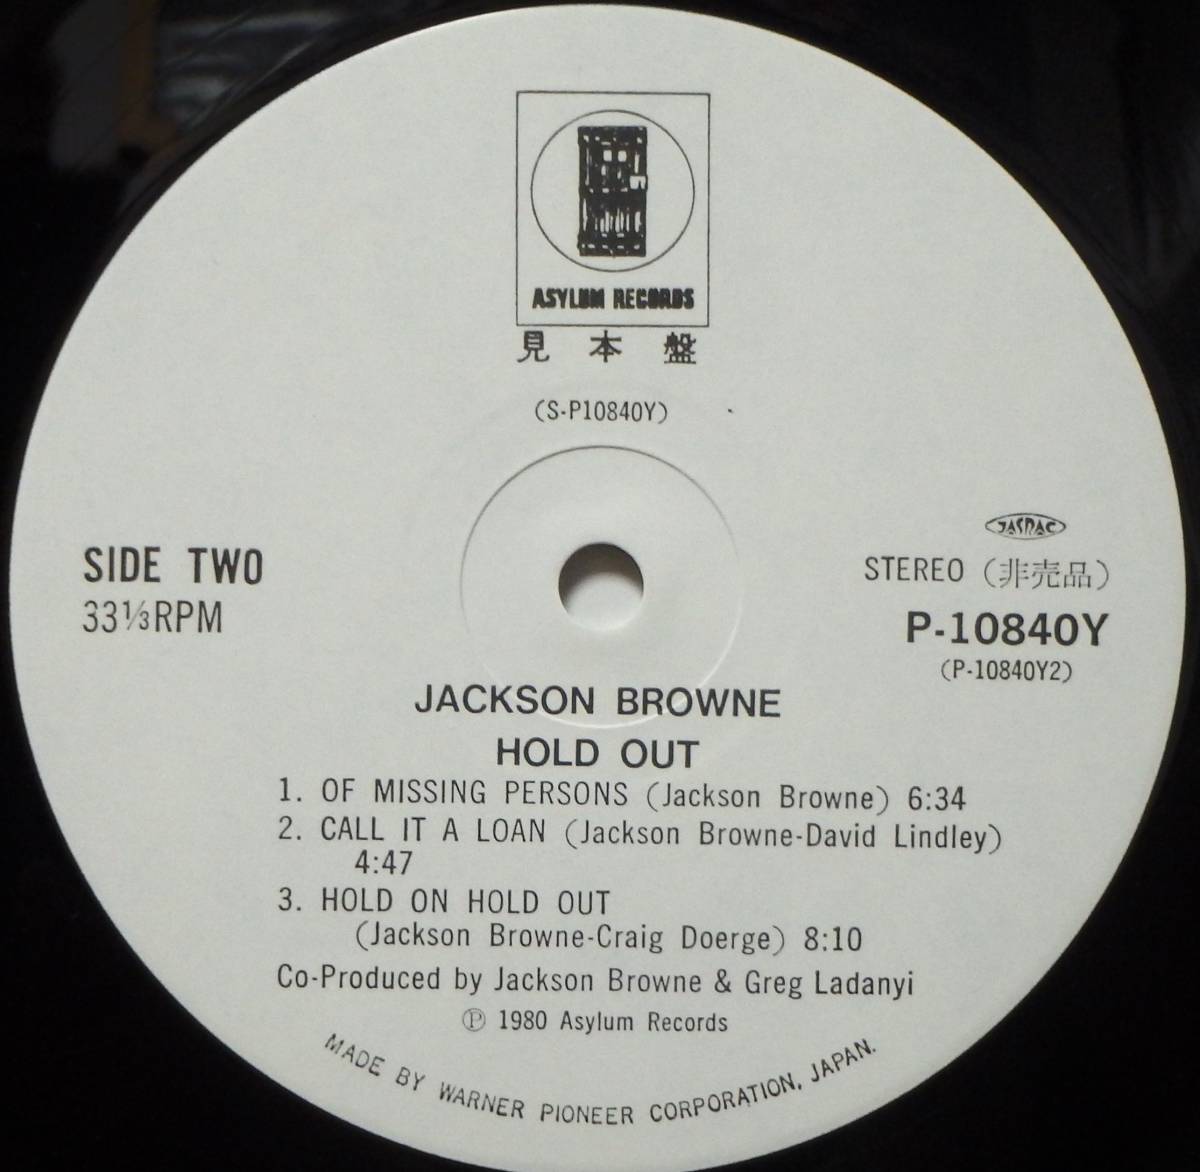 ASYLUM RECORDS
見本盤
(S-P10840Y)
JASRAC
SIDE TWO
33⅓RPM
STEREO (非売品)
P-10840Y
(P-10840Y2)
JACKSON BROWNE
HOLD OUT
1. OF MISSING PERSONS (Jackson Browne) 6:34
2. CALL IT A LOAN (Jackson Browne-David Lindley)
4:47
3. HOLD ON HOLD OUT
(Jackson Browne-Craig Doerge) 8:10
Co-Produced by Jackson Browne & Greg Ladanyi
Ⓟ 1980 Asylum Records
MADE BY WARNER PIONEER CORPORATION, JAPAN.